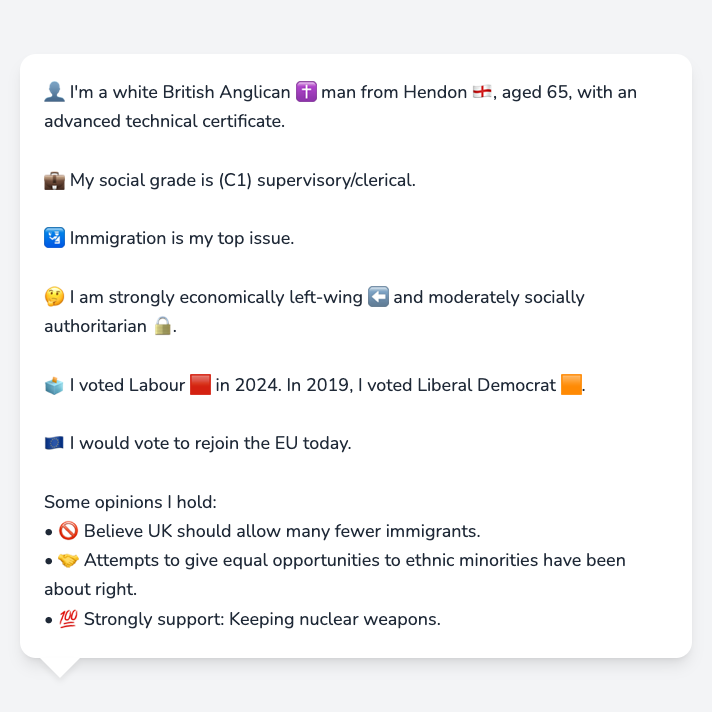 👤 I'm a white British Anglican ✝️ man from Hendon 🏴󠁧󠁢󠁥󠁮󠁧󠁿, aged 65, with an
advanced technical certificate.
💼 My social grade is (C1) supervisory/clerical.
🛂 Immigration is my top issue.
🤔 I am strongly economically left-wing ⬅️ and moderately socially
authoritarian 🔒.
🗳️ I voted Labour 🟥 in 2024. In 2019, I voted Liberal Democrat 🟧.
🇪🇺 I would vote to rejoin the EU today.
Some opinions I hold:
• 🚫 Believe UK should allow many fewer immigrants.
• 🤝 Attempts to give equal opportunities to ethnic minorities have been
about right.
• 💯 Strongly support: Keeping nuclear weapons.